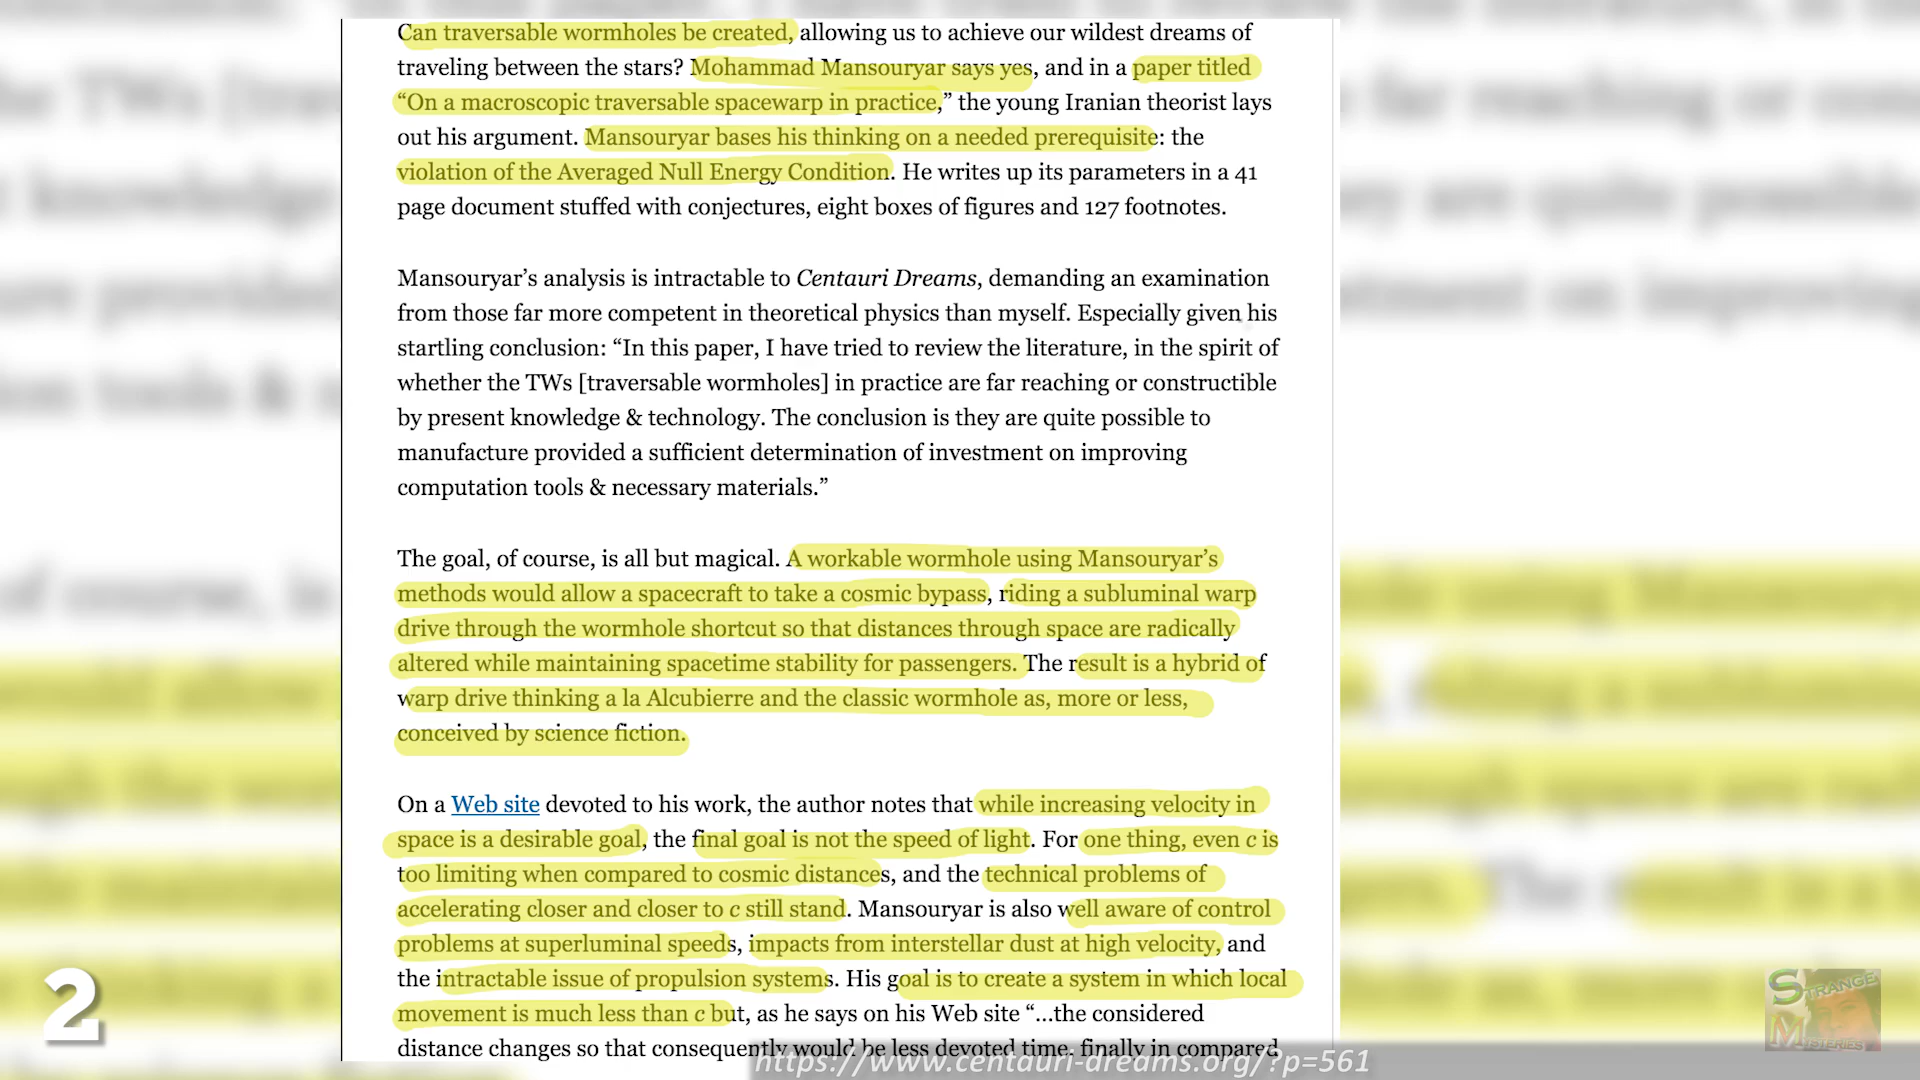 Can traversable wormholes be created, allowing us to achieve our wildest dreams of
traveling between the stars? Mohammad Mansouryar says yes, and in a paper titled
“On a macroscopic traversable spacewarp in practice,” the young Iranian theorist lays
out his argument. Mansouryar bases his thinking on a needed prerequisite: the
violation of the Averaged Null Energy Condition. He writes up its parameters in a 41
page document stuffed with conjectures, eight boxes of figures and 127 footnotes.
Mansouryar’s analysis is intractable to Centauri Dreams, demanding an examination
from those far more competent in theoretical physics than myself. Especially given his
startling conclusion: “In this paper, I have tried to review the literature, in the spirit of
whether the TWs [traversable wormholes] in practice are far reaching or constructible
by present knowledge & technology. The conclusion is they are quite possible to
manufacture provided a sufficient determination of investment on improving
computation tools & necessary materials.”
The goal, of course, is all but magical. A workable wormhole using Mansouryar’s
methods would allow a spacecraft to take a cosmic bypass, riding a subluminal warp
drive through the wormhole shortcut so that distances through space are radically
altered while maintaining spacetime stability for passengers. The result is a hybrid of
warp drive thinking a la Alcubierre and the classic wormhole as, more or less,
conceived by science fiction.
On a Web site devoted to his work, the author notes that while increasing velocity in
space is a desirable goal, the final goal is not the speed of light. For one thing, even c is
too limiting when compared to cosmic distances, and the technical problems of
accelerating closer and closer to c still stand. Mansouryar is also well aware of control
problems at superluminal speeds, impacts from interstellar dust at high velocity, and
the intractable issue of propulsion systems. His goal is to create a system in which local
movement is much less than c but, as he says on his Web site “…the considered
distance changes so that consequently would be less devoted time, finally in compared
https://www.centauri-dreams.org/?p=561
2
STRANGE
MYSTERIES